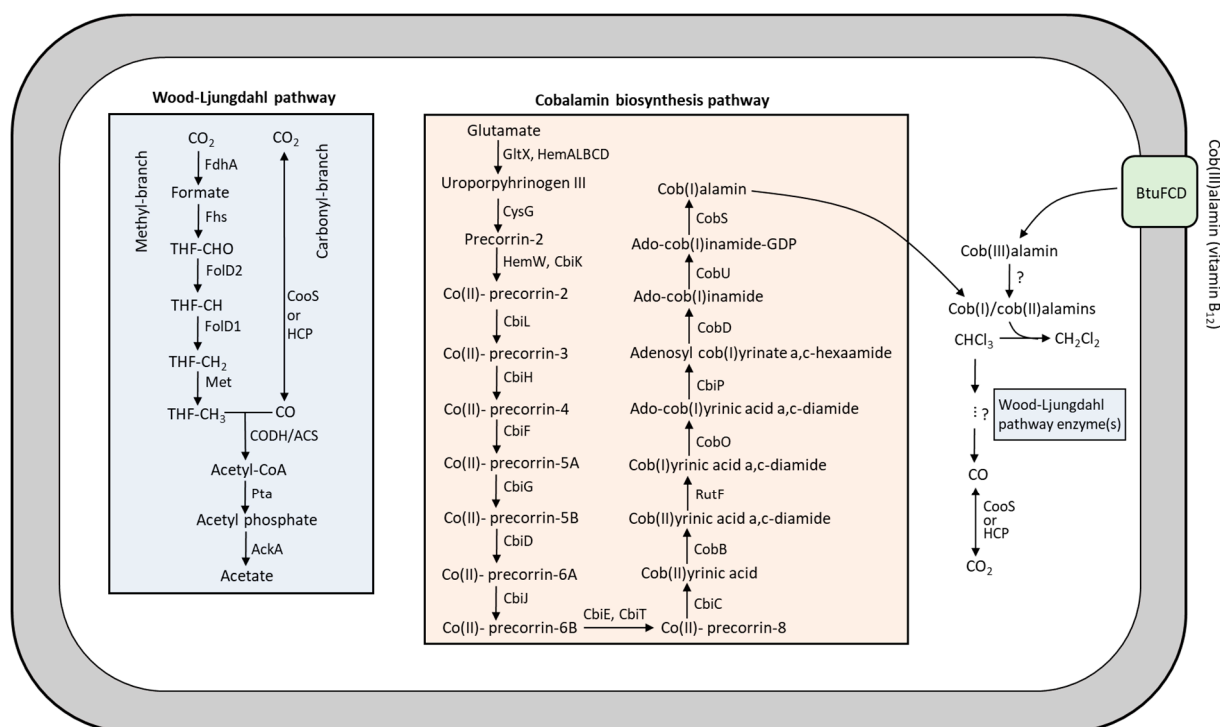 Wood-Ljungdahl pathway
Methyl-branch
Carbonyl-branch
CO2
CO2
FdhA
Formate
Fhs
THF-CHO
FolD2
THF-CH
FolD1
THF-CH2
Met
THF-CH3
CO
CooS
or
HCP
CODH/ACS
Acetyl-CoA
Pta
Acetyl phosphate
AckA
Acetate
Cobalamin biosynthesis pathway
Glutamate
GltX, HemALBCD
Uroporpyhrinogen III
CysG
Precorrin-2
HemW, CbiK
Co(II)- precorrin-2
CbiL
Co(II)- precorrin-3
CbiH
Co(II)- precorrin-4
CbiF
Co(II)- precorrin-5A
CbiG
Co(II)- precorrin-5B
CbiD
Co(II)- precorrin-6A
CbiJ
Co(II)- precorrin-6B
CbiE, CbiT
Co(II)- precorrin-8
CbiC
Cob(II)yrinic acid
CobB
Cob(II)yrinic acid a,c-diamide
RutF
Cob(I)yrinic acid a,c-diamide
CobO
Ado-cob(I)yrinic acid a,c-diamide
CbiP
Adenosyl cob(I)yrinate a,c-hexaamide
CobD
Ado-cob(I)inamide
CobU
Ado-cob(I)inamide-GDP
CobS
Cob(I)alamin
BtuFCD
Cob(III)alamin (vitamin B12)
Cob(III)alamin
?
Cob(I)/cob(II)alamins
CHCl3
CH2Cl2
?
Wood-Ljungdahl
pathway enzyme(s)
CO
CooS
or
HCP
CO2